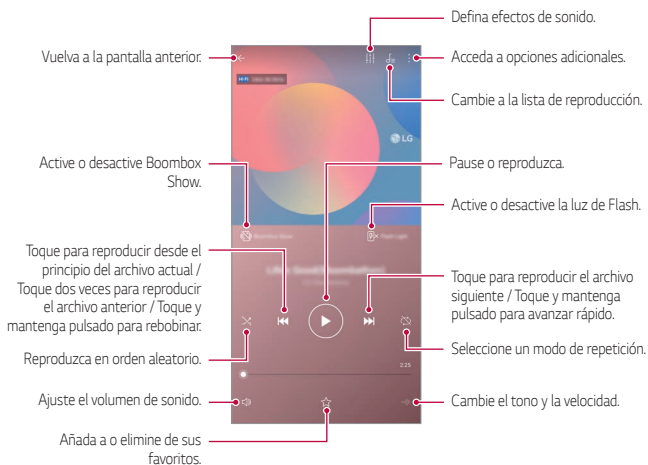 Defina efectos de sonido.
Vuelva a la pantalla anterior.
Acceda a opciones adicionales.
Cambie a la lista de reproducción.
HI-FI
LG
Active o desactive Boombox
Show.
Pause o reproduzca.
Active o desactive la luz de Flash.
Boombox Show
Flash Light
Toque para reproducir desde el
principio del archivo actual /
Toque dos veces para reproducir
el archivo anterior / Toque y
mantenga pulsado para rebobinar.
Toque para reproducir el archivo
siguiente / Toque y mantenga
pulsado para avanzar rápido.
Reproduzca en orden aleatorio.
Seleccione un modo de repetición.
2:25
Ajuste el volumen de sonido.
Cambie el tono y la velocidad.
Añada a o elimine de sus
favoritos.